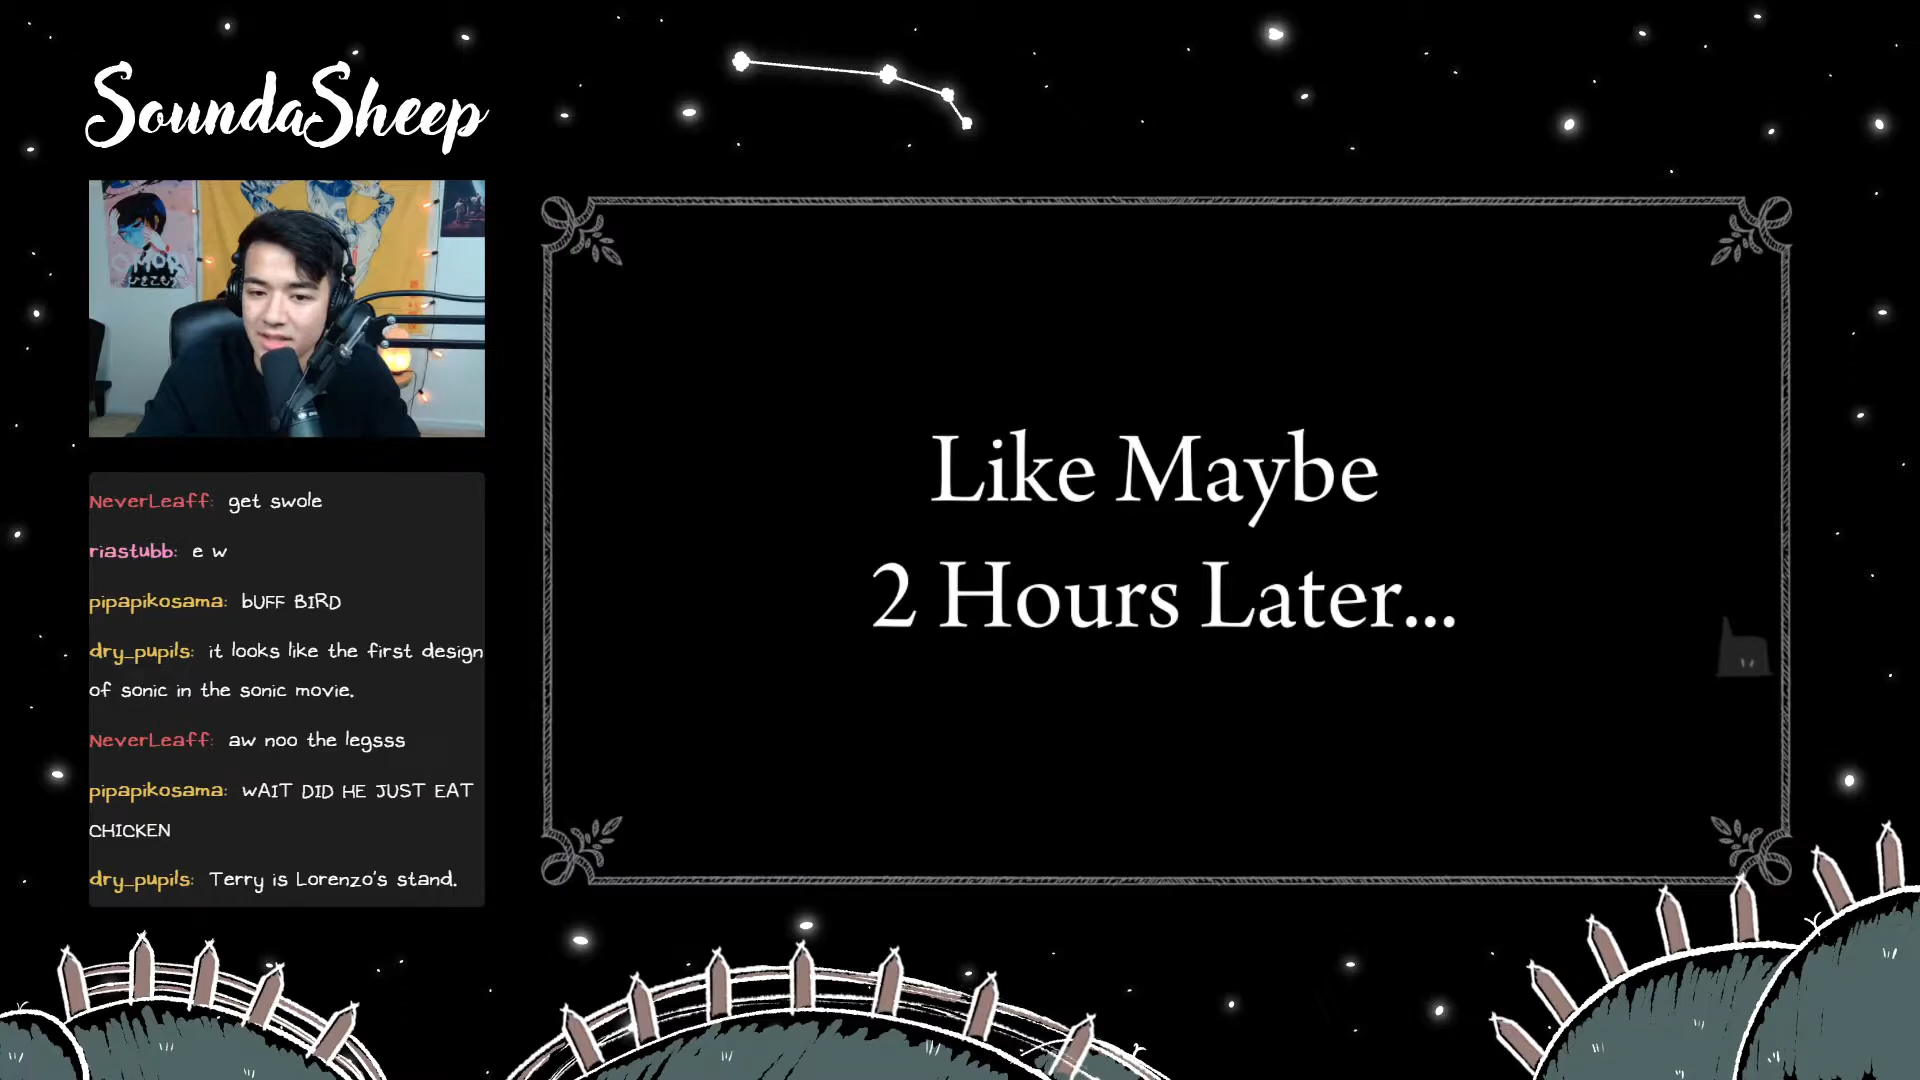 SoundaSheep
OMORI
NeverLeaff: get swole
riastubb: e w
pipapikosama: bUFF BIRD
dry_pupils: it looks like the first design
of sonic in the sonic movie.
NeverLeaff: aw noo the legsss
pipapikosama: wAIT DID HE JUST EAT
CHICKEN
dry_pupils: Terry is Lorenzo's stand.
Like Maybe
2 Hours Later...